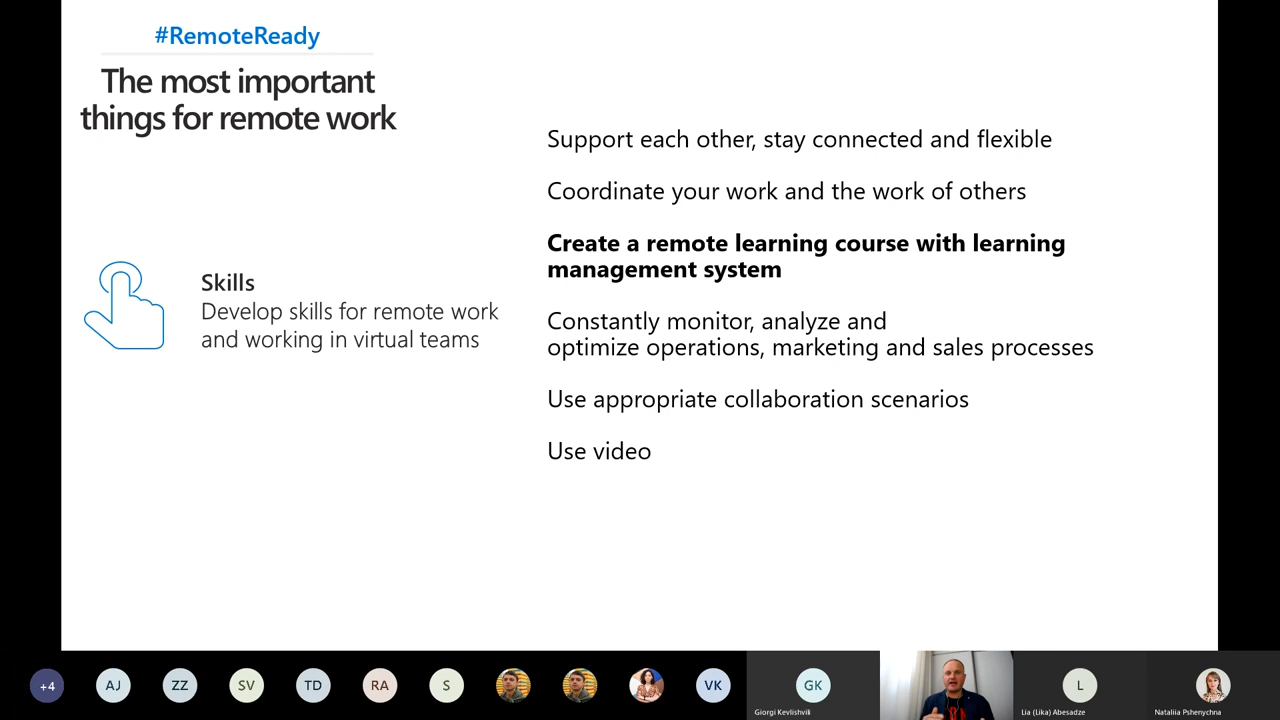 #RemoteReady
The most important
things for remote work
Support each other, stay connected and flexible
Coordinate your work and the work of others
Create a remote learning course with learning
management system
Skills
Develop skills for remote work
and working in virtual teams
Constantly monitor, analyze and
optimize operations, marketing and sales processes
Use appropriate collaboration scenarios
Use video
+4
AJ
ZZ
SV
TD
RA
S
VK
GK
L
Giorgi Kevlishvili
Lia (Lika) Abesadze
Nataliia Pshenychna